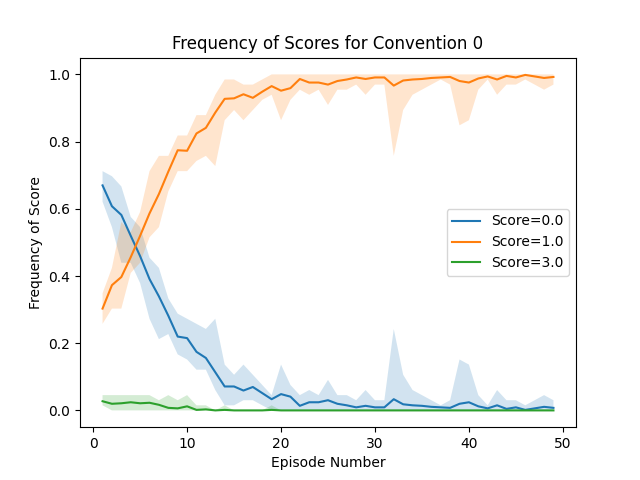 Frequency of Scores for Convention 0
Frequency of Score
1.0
0.8
0.6
0.4
0.2
0.0
Score=0.0
Score=1.0
Score=3.0
0 10 20 30 40 50
Episode Number